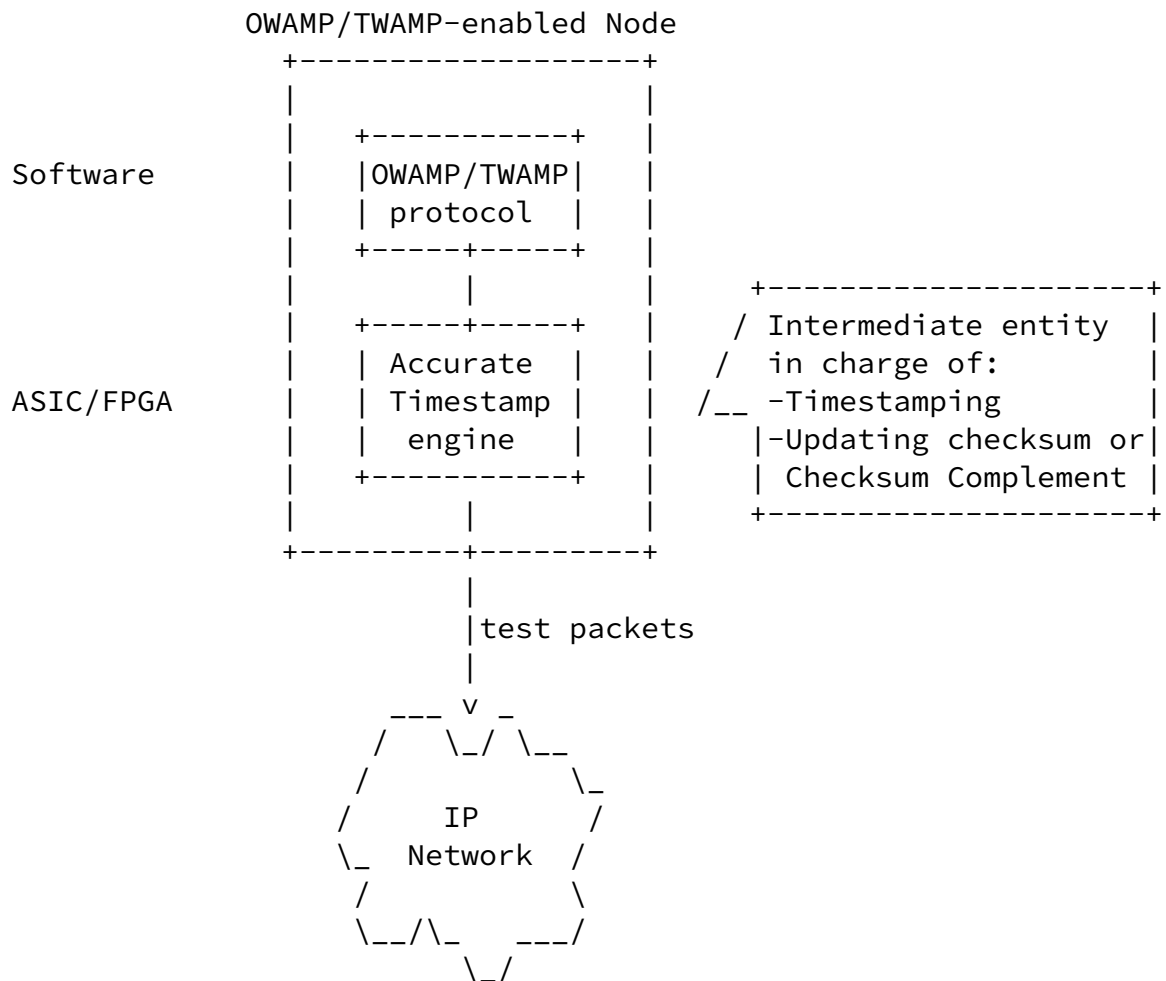 OWAMP/TWAMP-enabled Node
Software
OWAMP/TWAMP
protocol
ASIC/FPGA
Accurate
Timestamp
engine
Intermediate entity
in charge of:
-Timestamping
-Updating checksum or
Checksum Complement
test packets
IP
Network